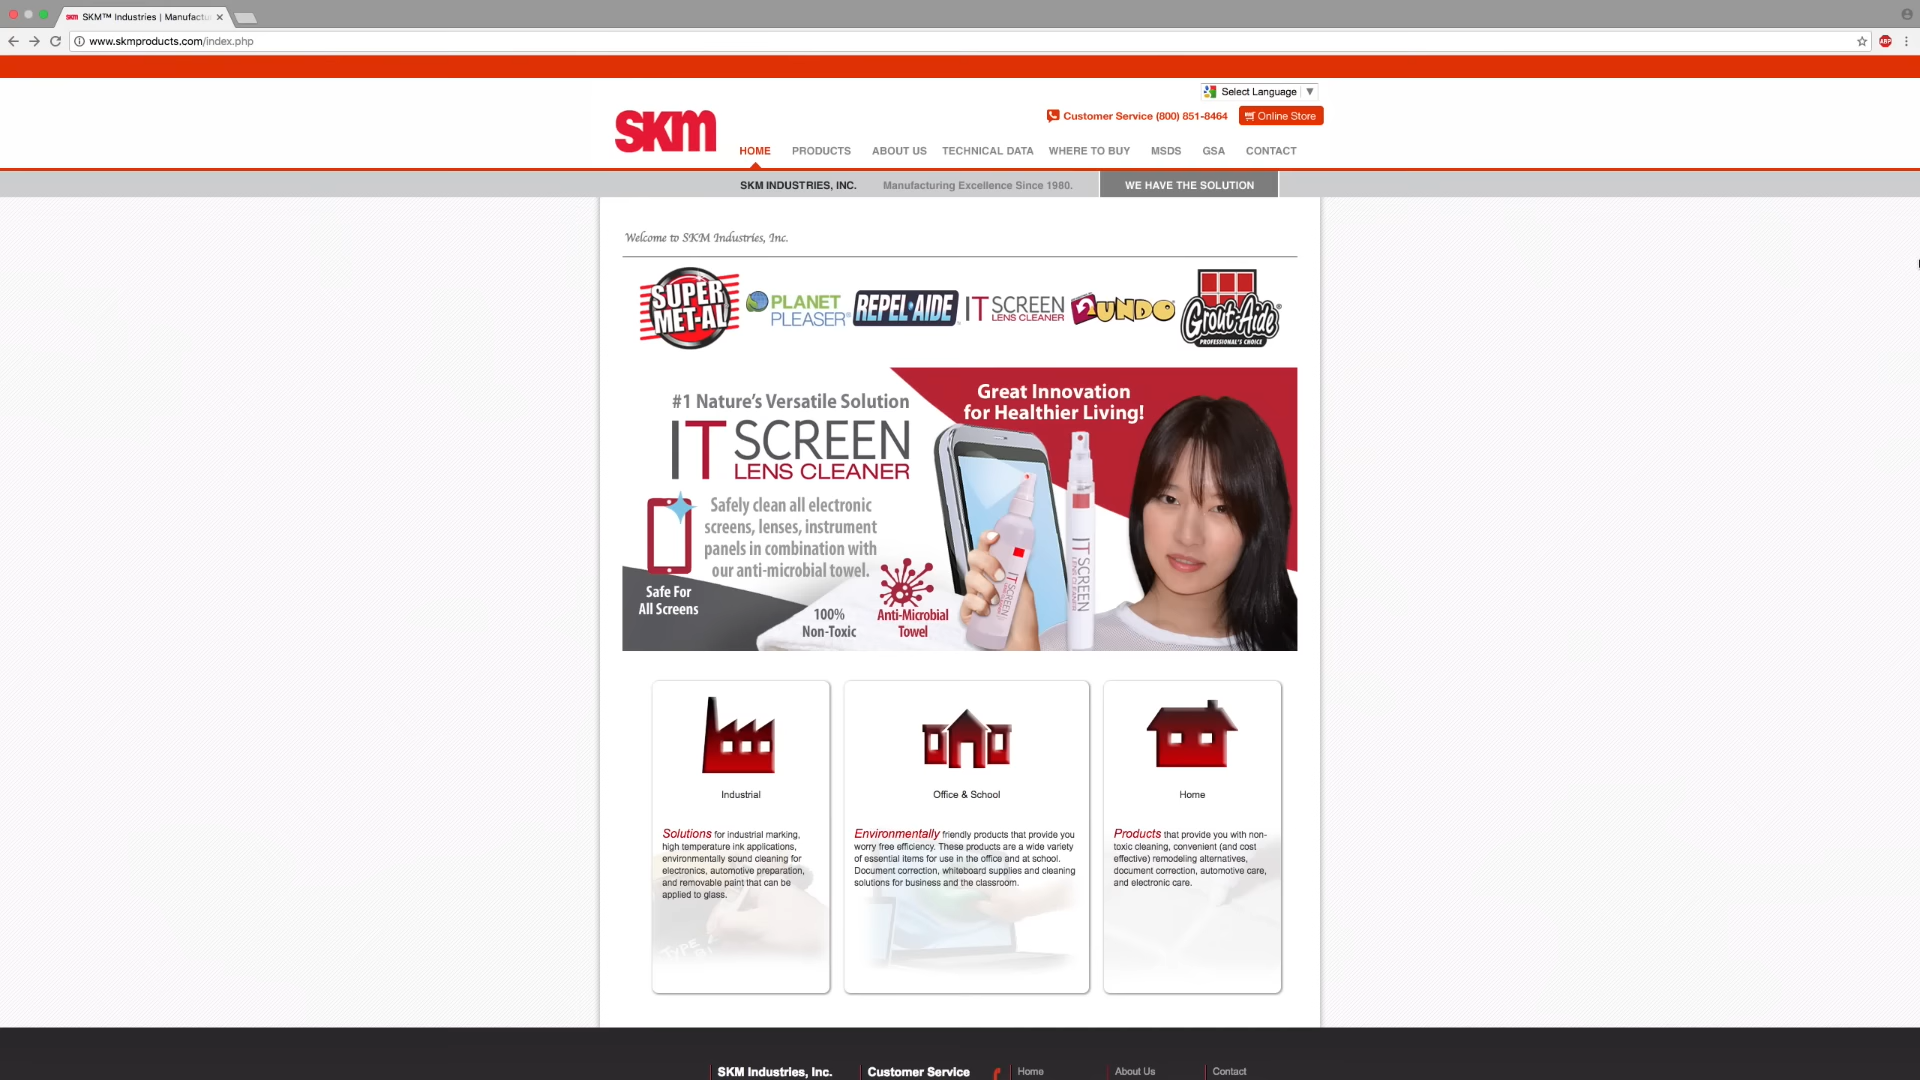 SKM™ Industries | Manufactu
www.skmproducts.com/index.php
ABP
Select Language ▼
Customer Service (800) 851-8464
Online Store
SKM
HOME PRODUCTS ABOUT US TECHNICAL DATA WHERE TO BUY MSDS GSA CONTACT
SKM INDUSTRIES, INC. Manufacturing Excellence Since 1980. WE HAVE THE SOLUTION
Welcome to SKM Industries, Inc.
SUPER
MET-AL
PLANET
PLEASER®
REPEL·AIDE
IT SCREEN
LENS CLEANER
UNDO
Grout-Aide®
PROFESSIONAL'S CHOICE
#1 Nature's Versatile Solution
IT SCREEN
LENS CLEANER
Great Innovation
for Healthier Living!
Safely clean all electronic
screens, lenses, instrument
panels in combination with
our anti-microbial towel.
Safe For
All Screens
100%
Non-Toxic
Anti-Microbial
Towel
IT SCREEN
LENS CLEANER
IT SCREEN
LENS CLEANER
Industrial
Solutions for industrial marking,
high temperature ink applications,
environmentally sound cleaning for
electronics, automotive preparation,
and removable paint that can be
applied to glass.
Office & School
Environmentally friendly products that provide you
worry free efficiency. These products are a wide variety
of essential items for use in the office and at school.
Document correction, whiteboard supplies and cleaning
solutions for business and the classroom.
Home
Products that provide you with non-
toxic cleaning, convenient (and cost
effective) remodeling alternatives,
document correction, automotive care,
and electronic care.
SKM Industries, Inc. Customer Service Home About Us Contact